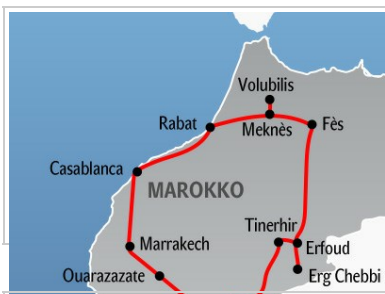 Volubilis
Rabat
Meknès
Fès
Casablanca
MAROKKO
Tinerhir
Marrakech
Erfoud
Ouarazazate
Erg Chebbi